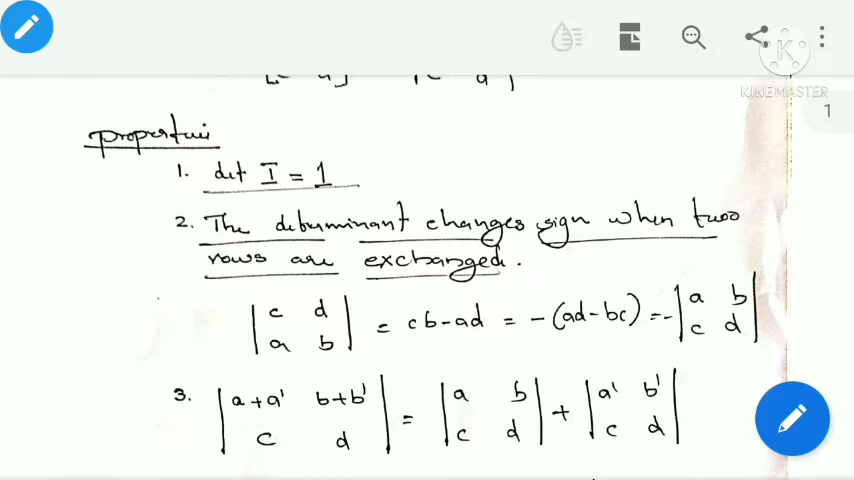 KINEMASTER
1
properties
1. det I = 1
2. The determinant changes sign when two
rows are exchanged.
| c d | = cb-ad = -(ad-bc) = - | a b |
| a b | | c d |
3. | a+a' b+b' | = | a b | + | a' b' |
| c d | | c d | | c d |